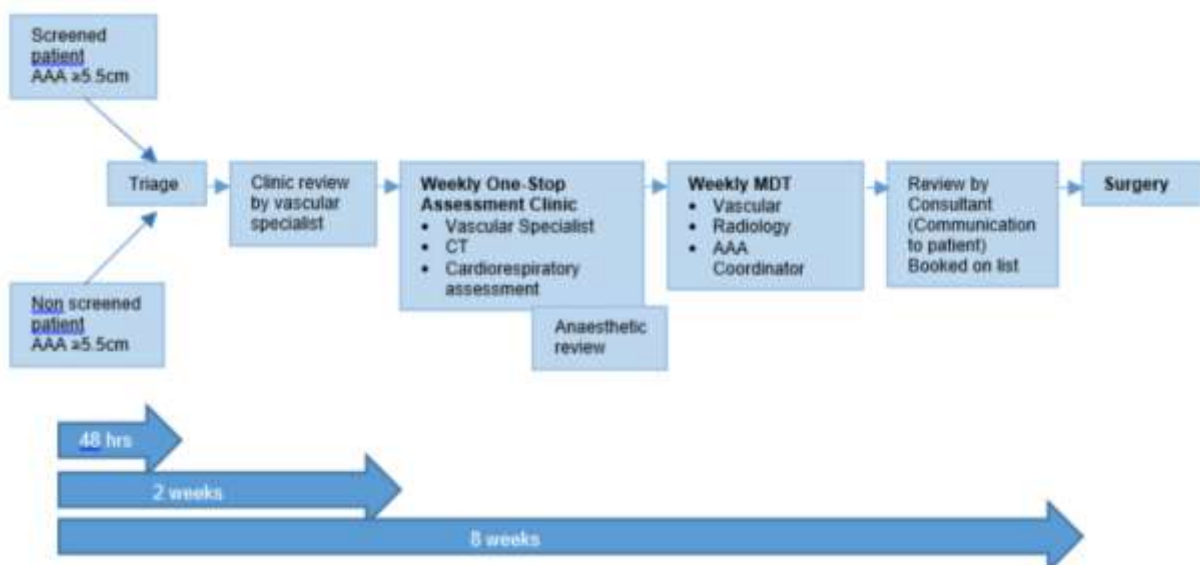 Screened
patient
AAA ≥5.5cm
Non screened
patient
AAA ≥5.5cm
Triage
Clinic review
by vascular
specialist
Weekly One-Stop
Assessment Clinic
• Vascular Specialist
• CT
• Cardiorespiratory
assessment
Anaesthetic
review
Weekly MDT
• Vascular
• Radiology
• AAA
Coordinator
Review by
Consultant
(Communication
to patient)
Booked on list
Surgery
48 hrs
2 weeks
8 weeks